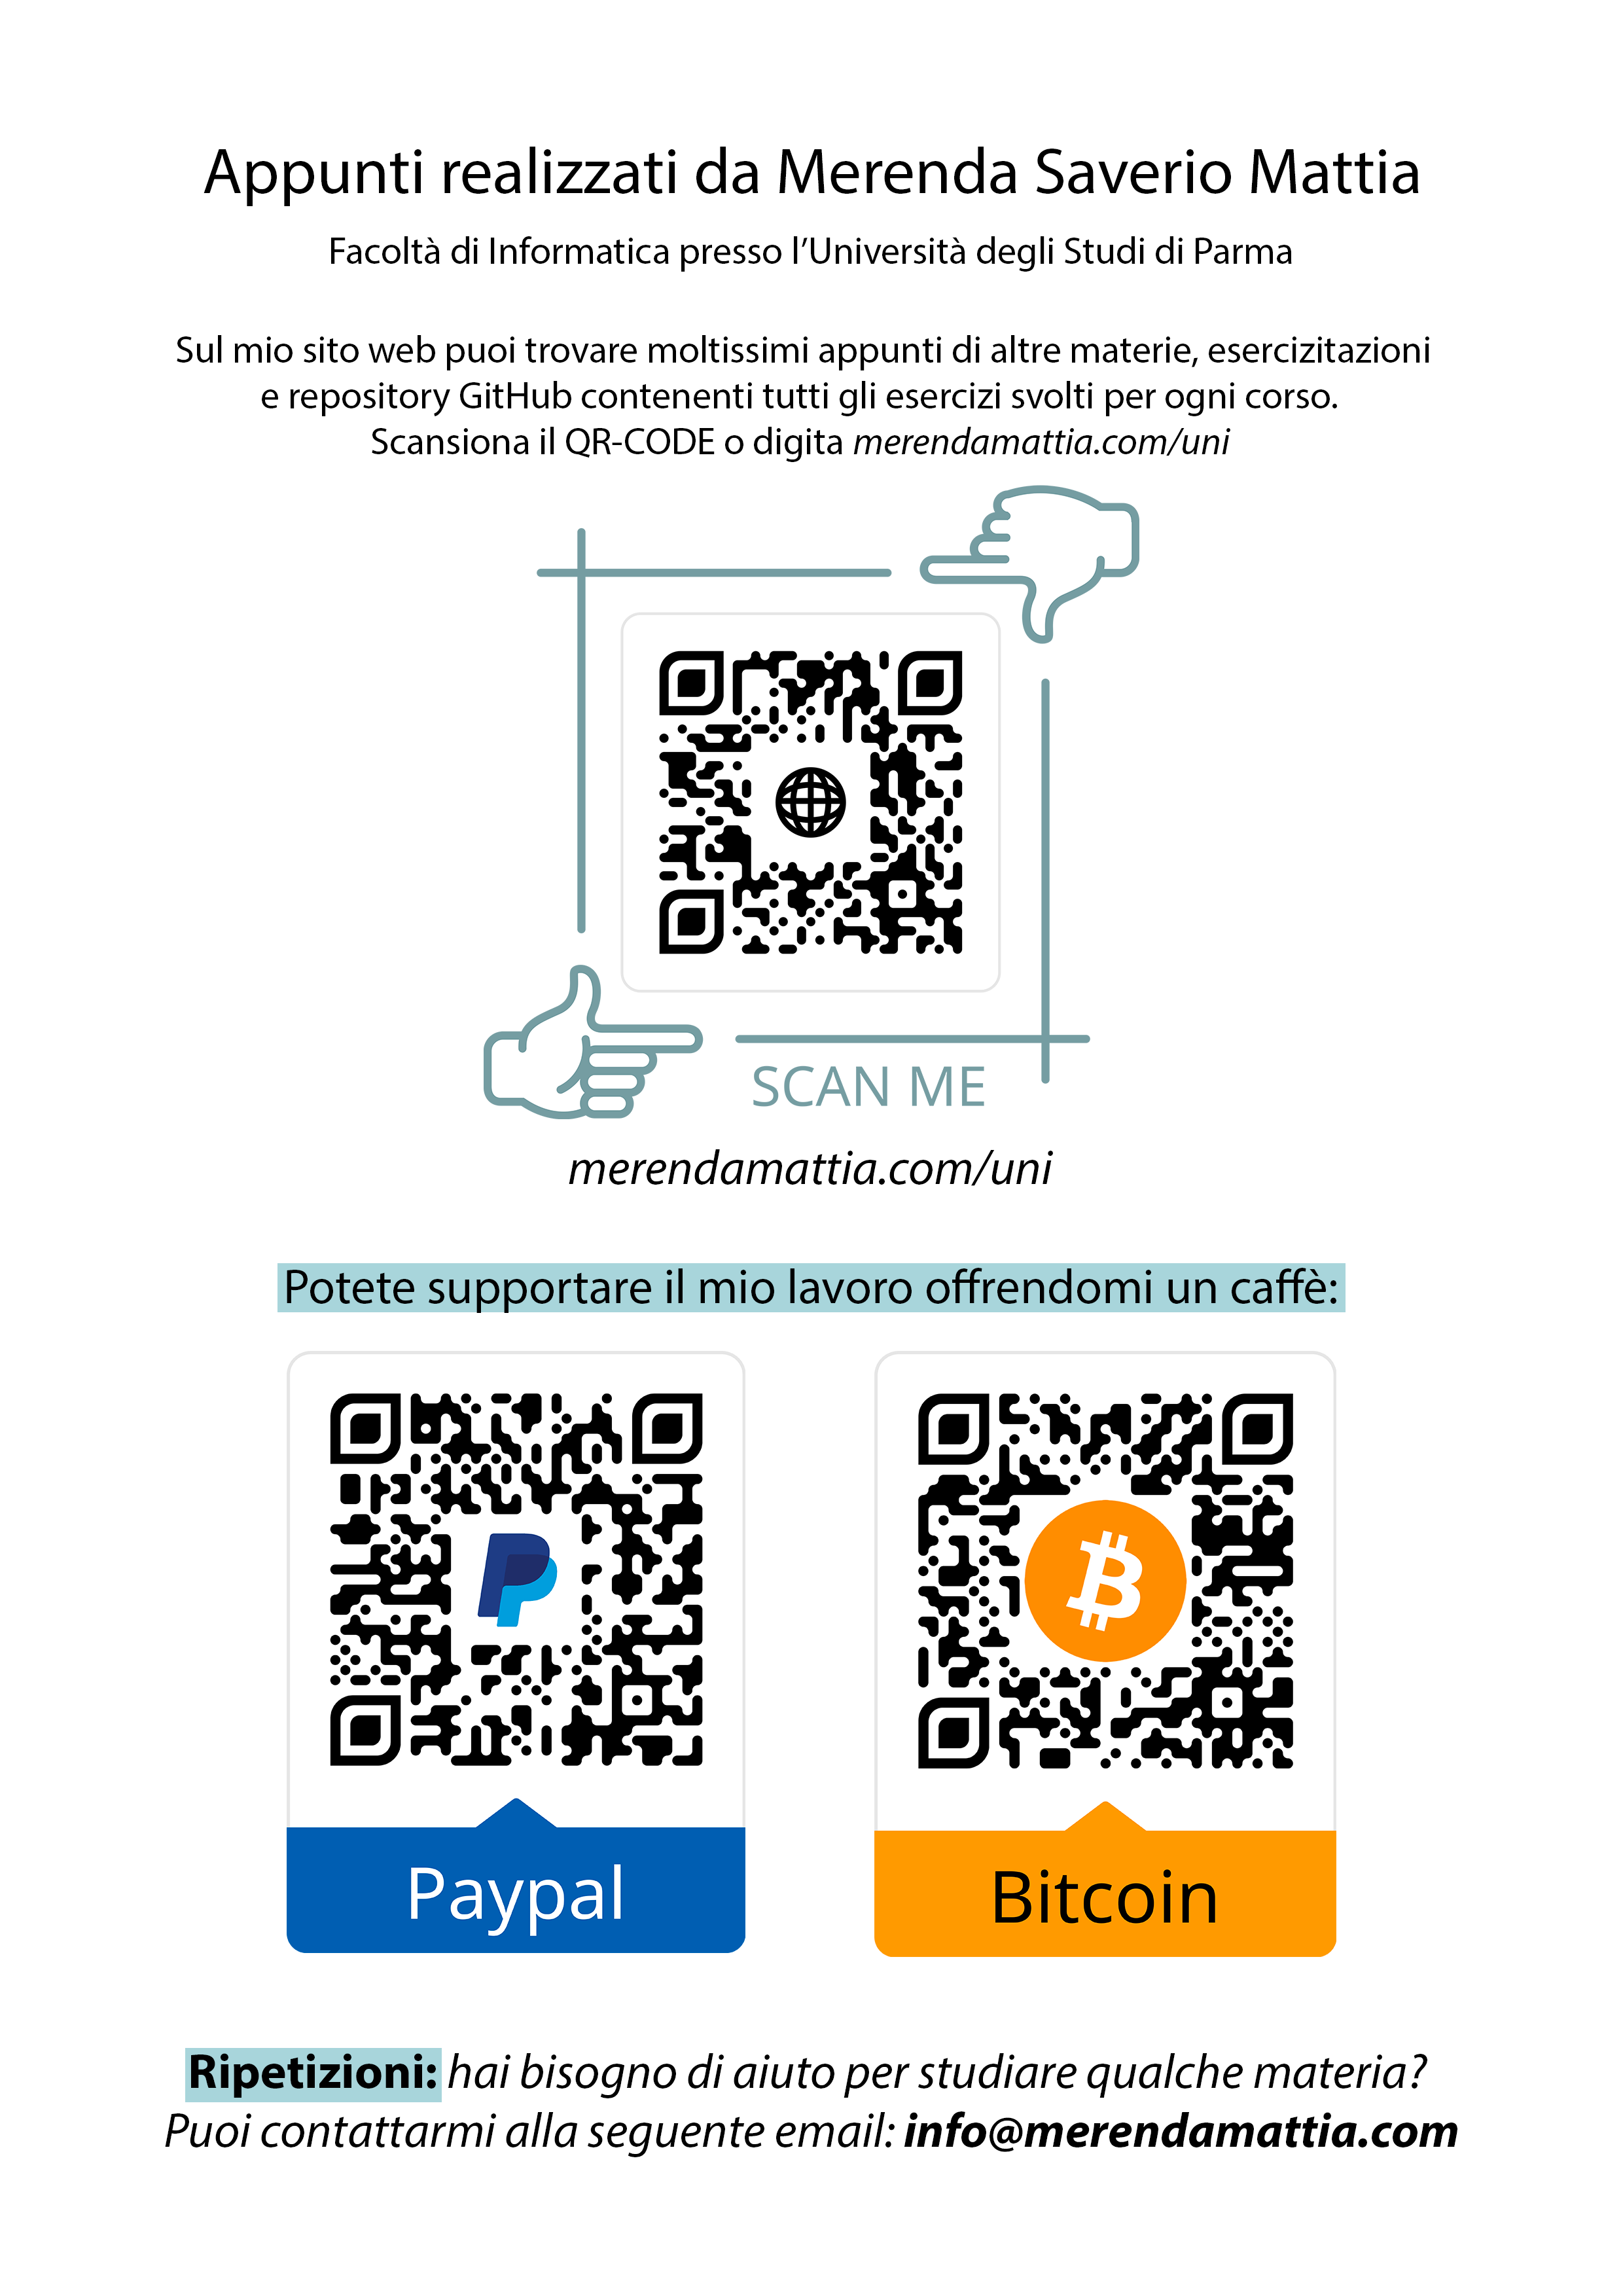 Appunti realizzati da Merenda Saverio Mattia
Facoltà di Informatica presso l’Università degli Studi di Parma
Sul mio sito web puoi trovare moltissimi appunti di altre materie, esercizitazioni
e repository GitHub contenenti tutti gli esercizi svolti per ogni corso.
Scansiona il QR-CODE o digita merendamattia.com/uni
SCAN ME
merendamattia.com/uni
Potete supportare il mio lavoro offrendomi un caffè:
Paypal
Bitcoin
Ripetizioni: hai bisogno di aiuto per studiare qualche materia?
Puoi contattarmi alla seguente email: info@merendamattia.com